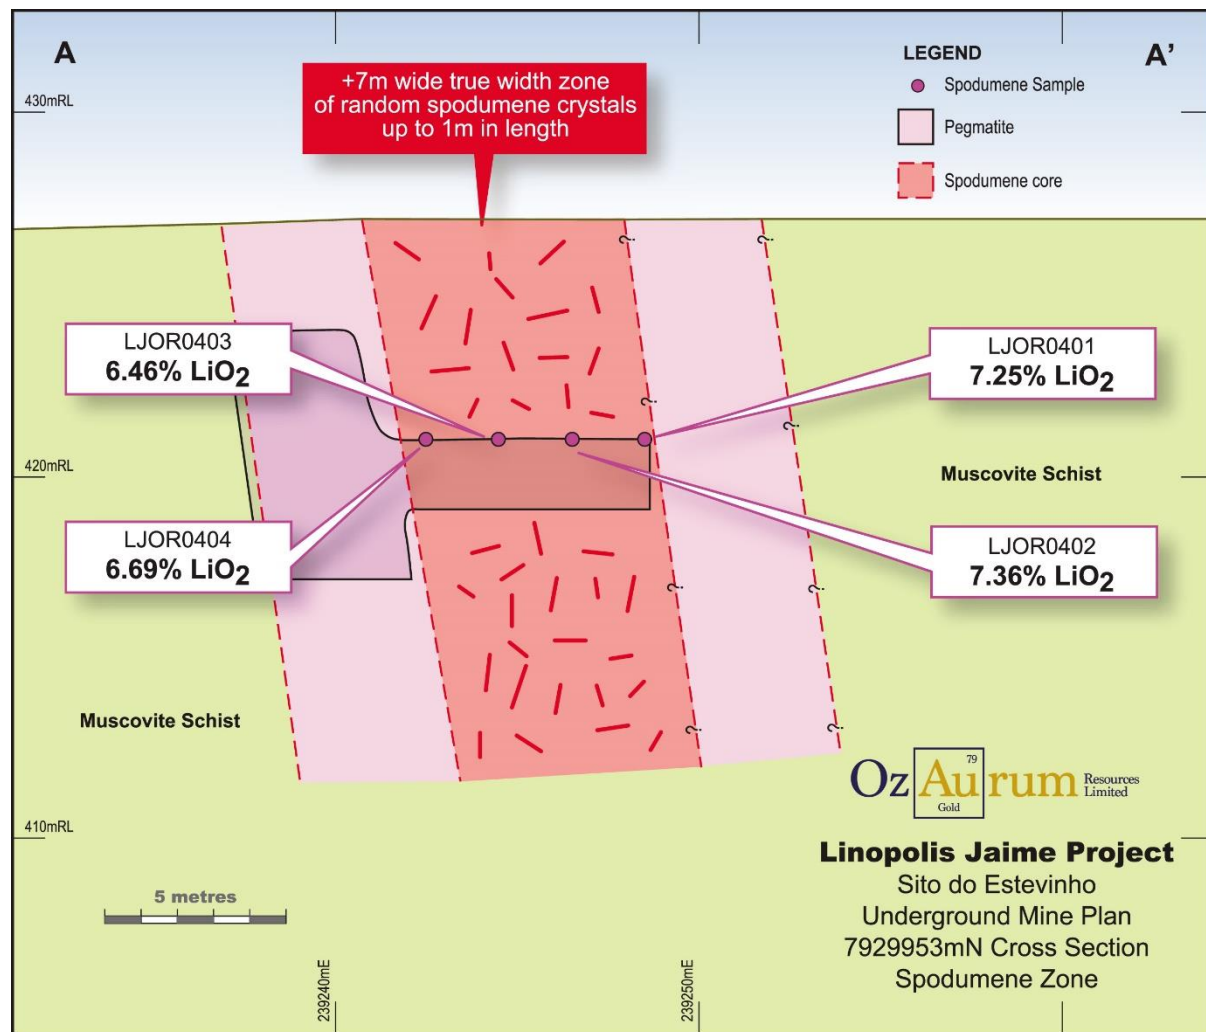 A
A'
LEGEND
Spodumene Sample
Pegmatite
Spodumene core
+7m wide true width zone
of random spodumene crystals
up to 1m in length
430mRL
?
?
LJOR0403
6.46% LiO2
LJOR0401
7.25% LiO2
?
?
420mRL
Muscovite Schist
LJOR0404
6.69% LiO2
LJOR0402
7.36% LiO2
?
?
Muscovite Schist
?
?
Oz Aurum Resources
Limited
79
Gold
410mRL
Linopolis Jaime Project
Sito do Estevinho
Underground Mine Plan
7929953mN Cross Section
Spodumene Zone
5 metres
239240mE
239250mE